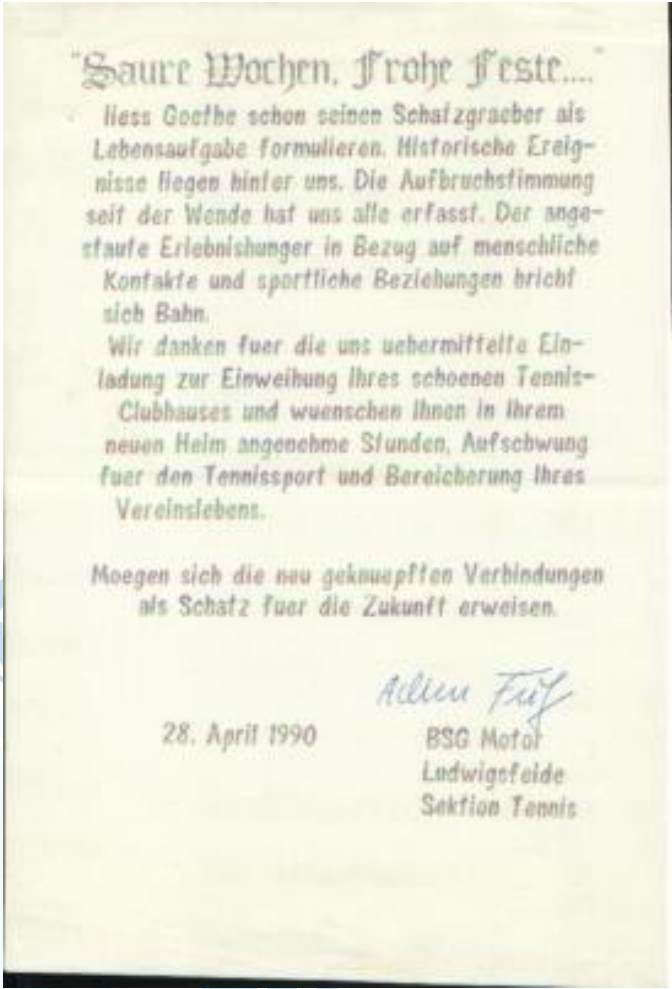 "Saure Wochen, Frohe Feste...."
liess Goethe schon seinen Schatzgraeber als
Lebensaufgabe formulieren. Historische Ereig-
nisse liegen hinter uns. Die Aufbruchstimmung
seit der Wende hat uns alle erfasst. Der ange-
staute Erlebnishunger in Bezug auf menschliche
Kontakte und sportliche Beziehungen bricht
sich Bahn.
Wir danken fuer die uns uebermittelte Ein-
ladung zur Einweihung Ihres schoenen Tennis-
Clubhauses und wuenschen Ihnen in Ihrem
neuen Heim angenehme Stunden, Aufschwung
fuer den Tennissport und Bereicherung Ihres
Vereinslebens.
Moegen sich die neu geknuepften Verbindungen
als Schatz fuer die Zukunft erweisen.
28. April 1990
BSG Motor
Ludwigsfelde
Sektion Tennis